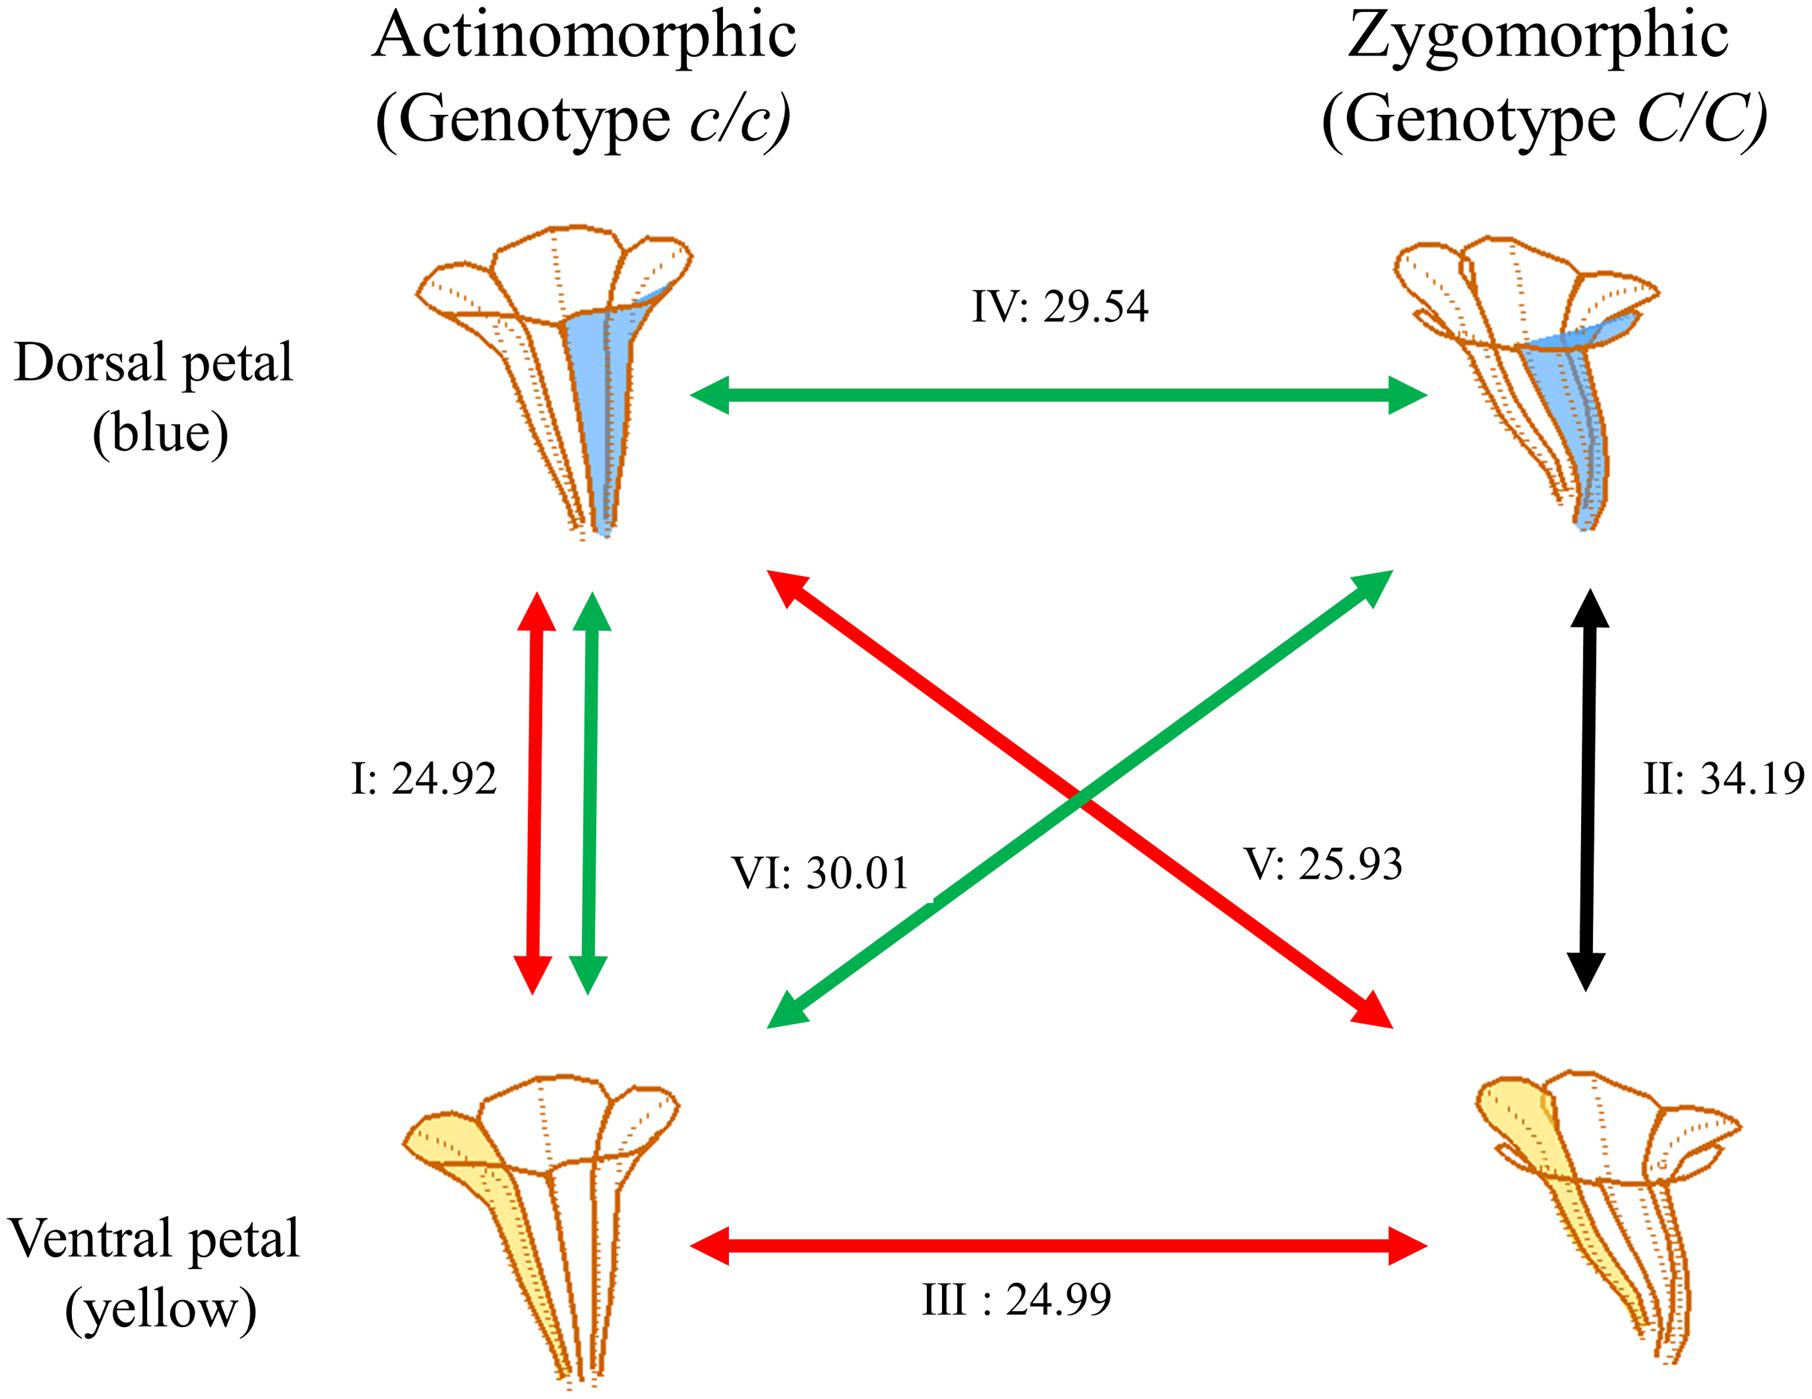 Actinomorphic
(Genotype c/c)
Zygomorphic
(Genotype C/C)
Dorsal petal
(blue)
IV: 29.54
I: 24.92
II: 34.19
VI: 30.01
V: 25.93
Ventral petal
(yellow)
III : 24.99